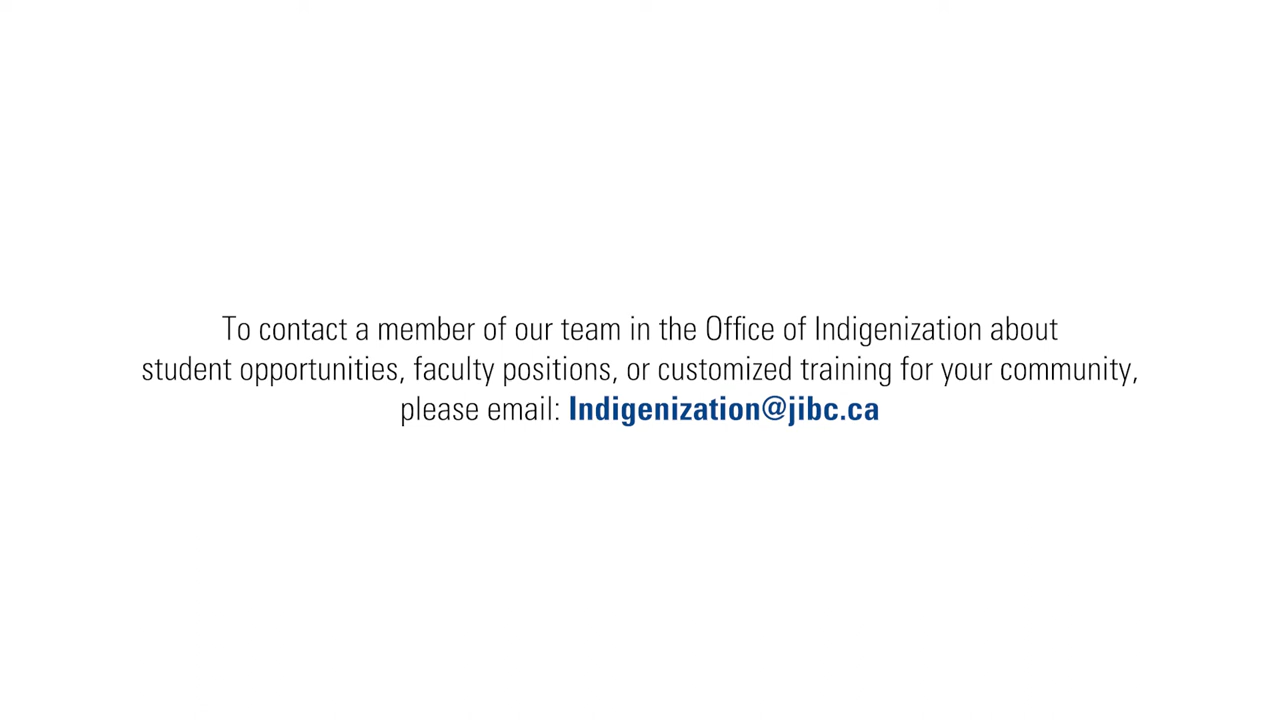 To contact a member of our team in the Office of Indigenization about
student opportunities, faculty positions, or customized training for your community,
please email: Indigenization@jibc.ca